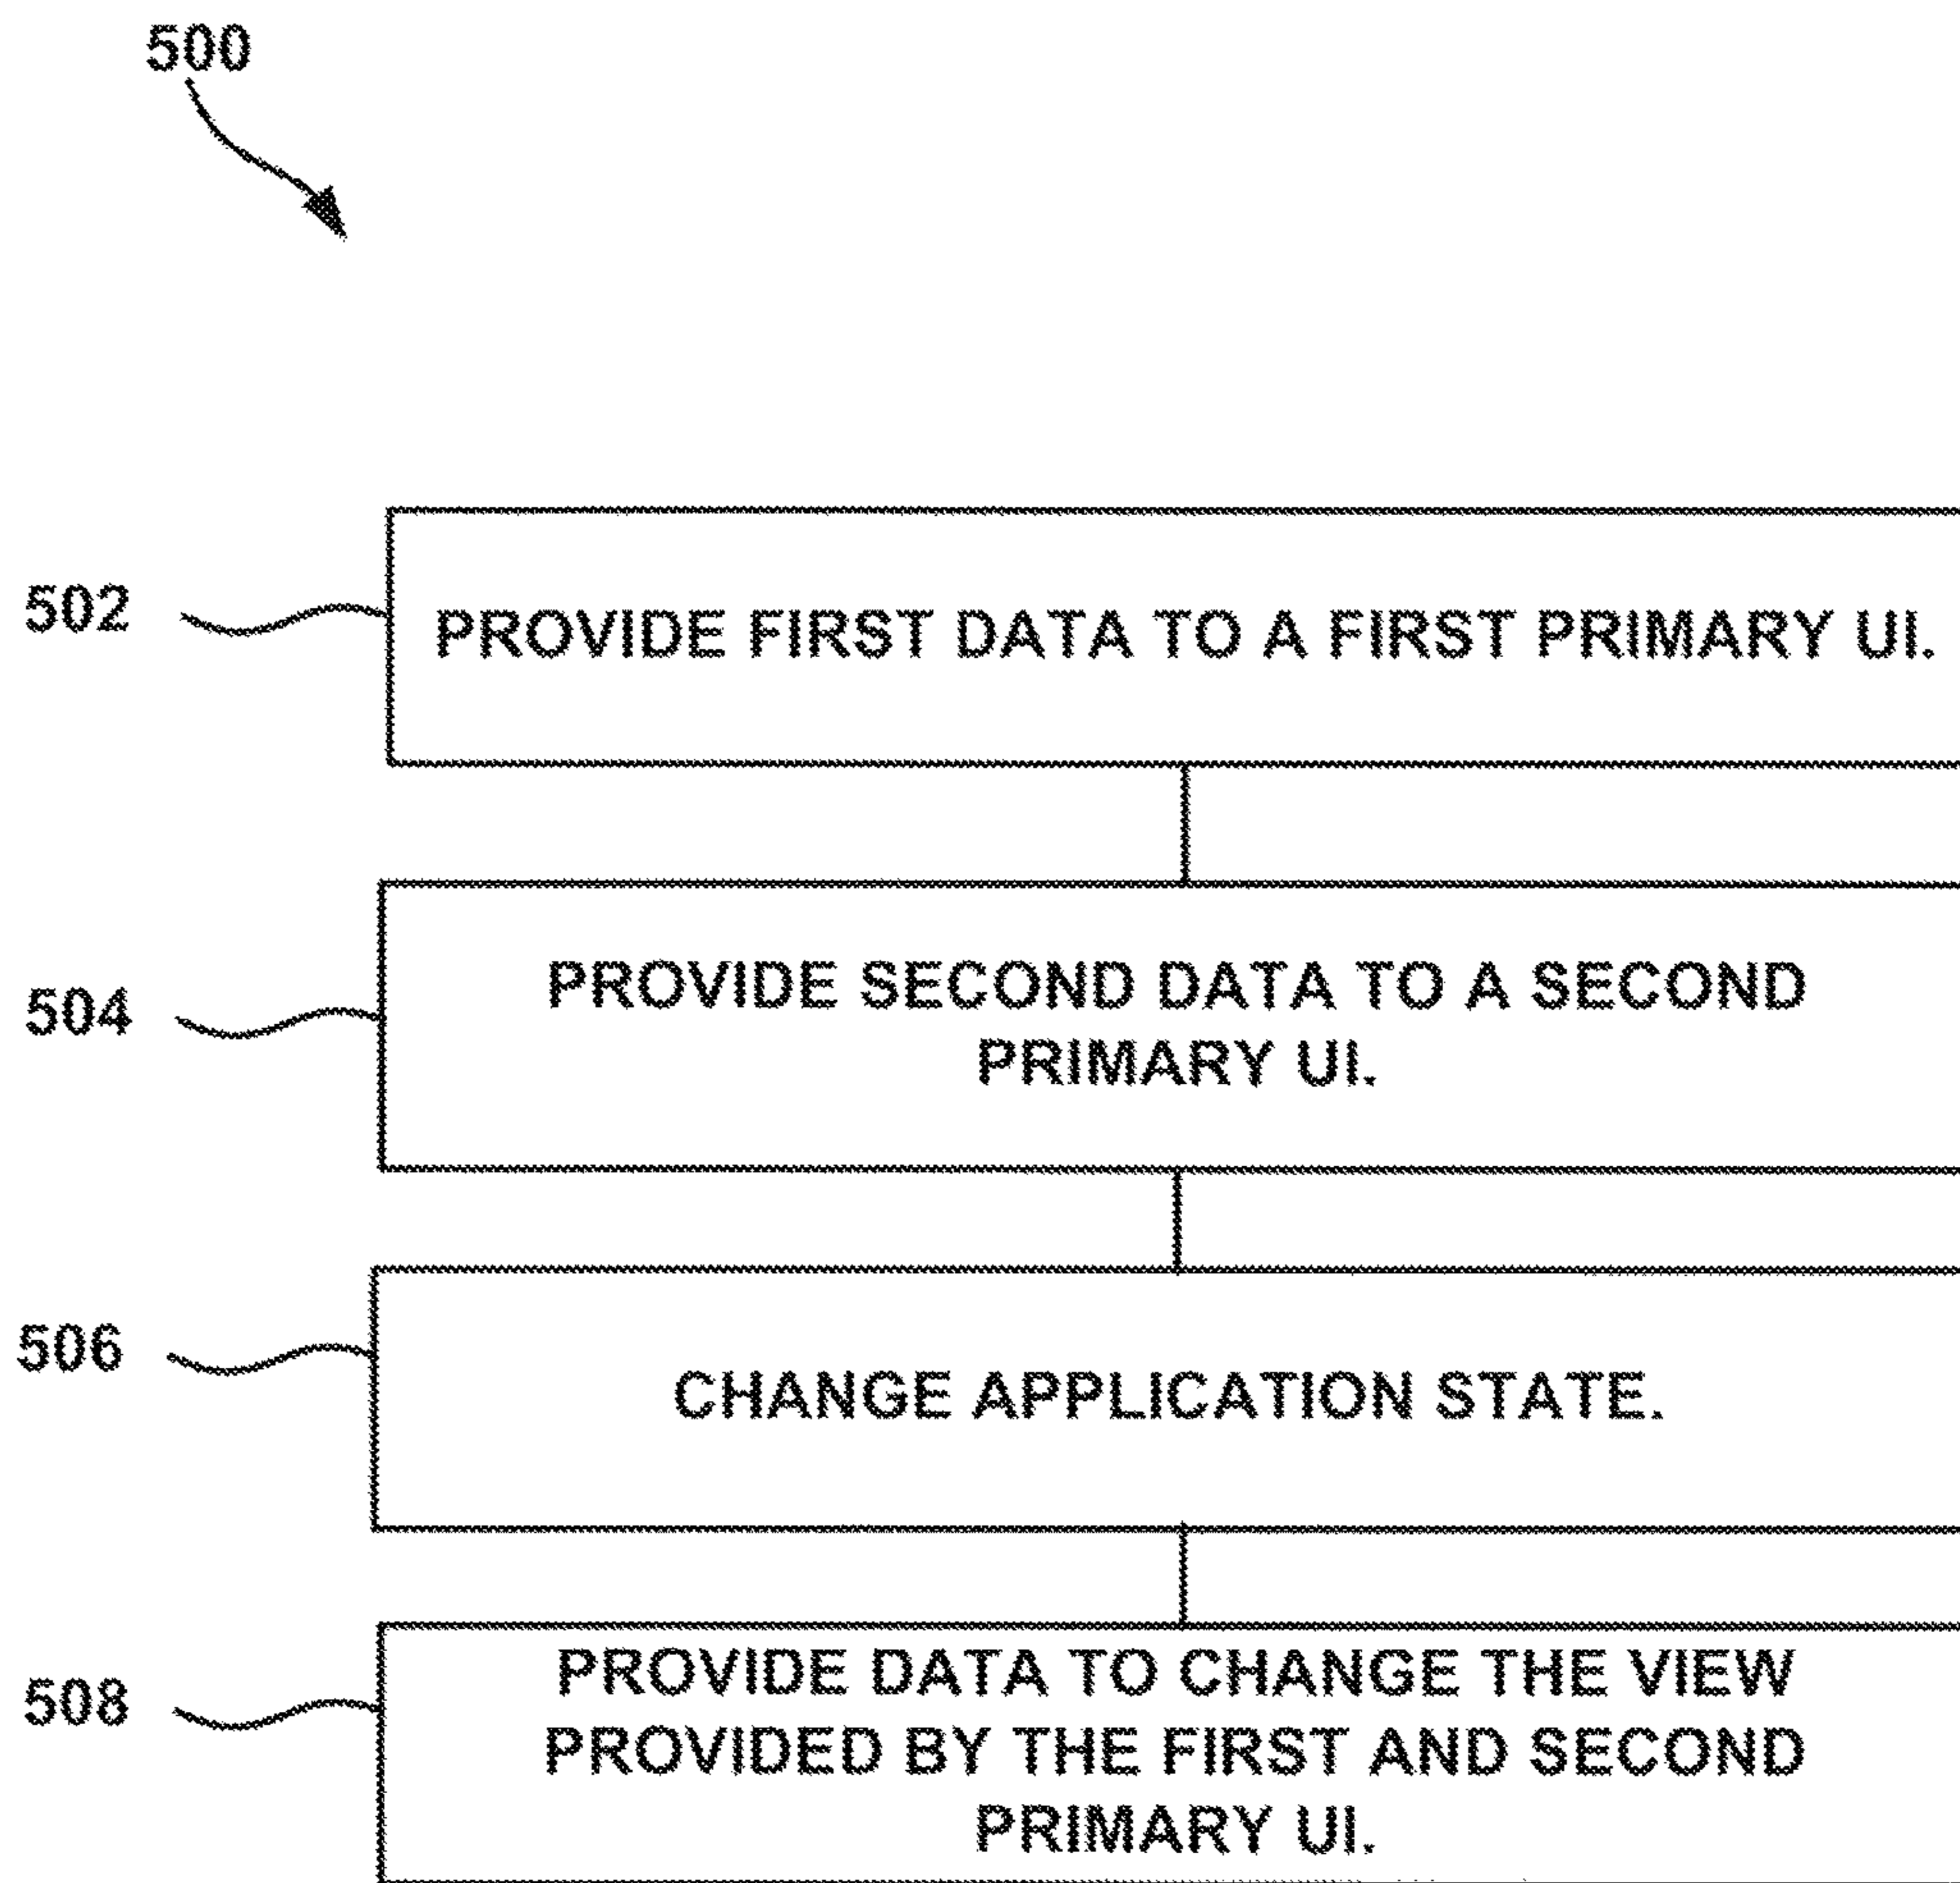 500
502
PROVIDE FIRST DATA TO A FIRST PRIMARY UI.
504
PROVIDE SECOND DATA TO A SECOND
PRIMARY UI.
506
CHANGE APPLICATION STATE.
508
PROVIDE DATA TO CHANGE THE VIEW
PROVIDED BY THE FIRST AND SECOND
PRIMARY UI.